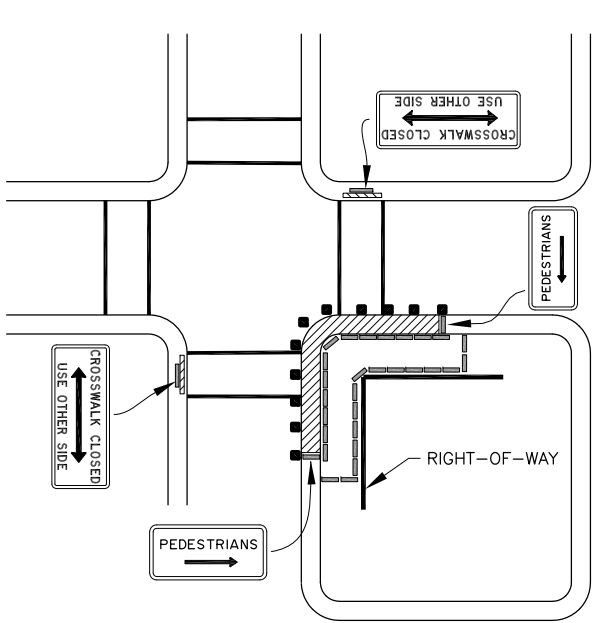 CROSSWALK CLOSED
USE OTHER SIDE
PEDESTRIANS
CROSSWALK CLOSED
USE OTHER SIDE
RIGHT-OF-WAY
PEDESTRIANS